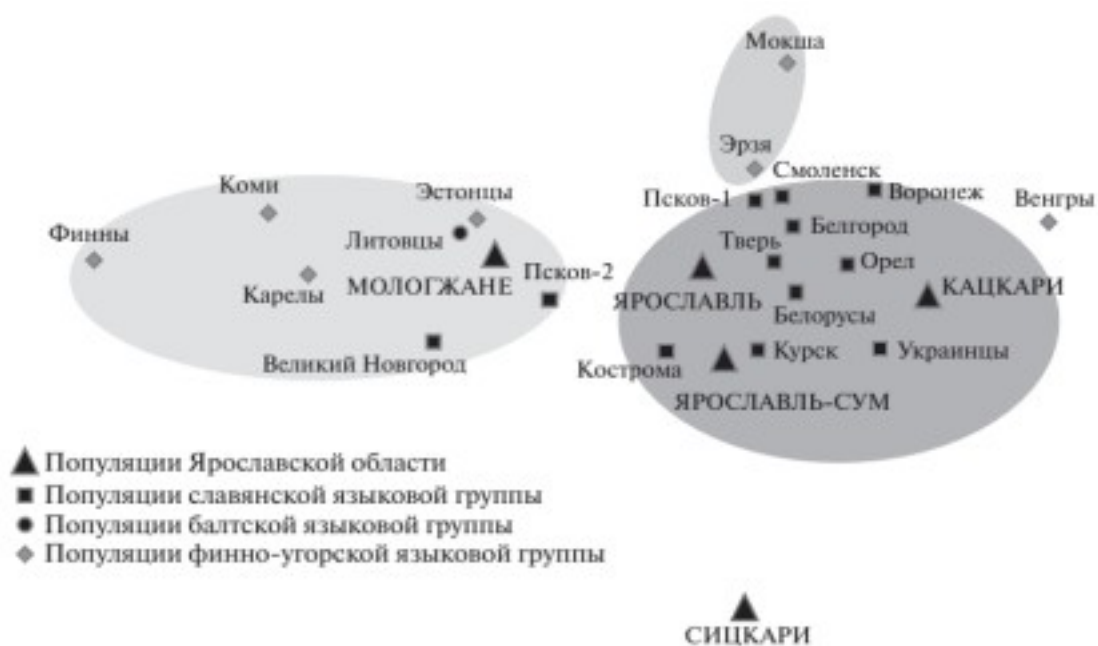 Мокша
Эрзя
Смоленск
Коми
Эстонцы
Псков-1
Воронеж
Венгры
Финны
Литовцы
Белгород
Тверь
Псков-2
Орел
Карелы
МОЛОГЖАНЕ
ЯРОСЛАВЛЬ
КАЦКАРИ
Белорусы
Великий Новгород
Кострома
Курск
Украинцы
ЯРОСЛАВЛЬ-СУМ
Популяции Ярославской области
Популяции славянской языковой группы
Популяции балтской языковой группы
Популяции финно-угорской языковой группы
СИЦКАРИ